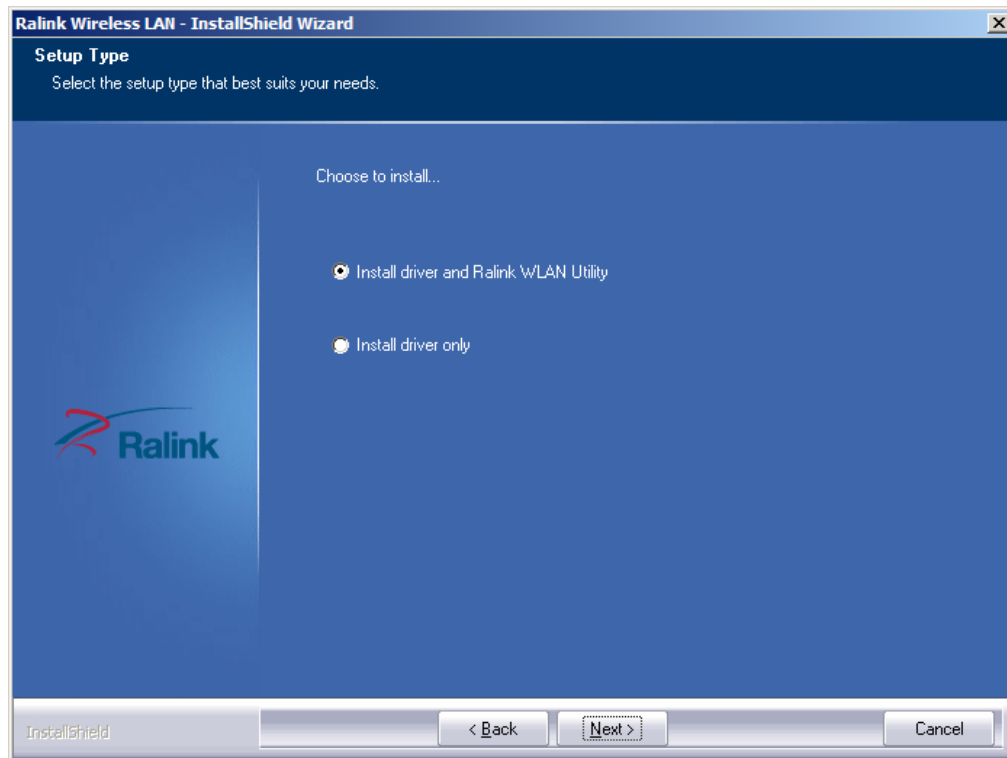 Ralink Wireless LAN - InstallShield Wizard
Setup Type
Select the setup type that best suits your needs.
Choose to install...
Install driver and Ralink WLAN Utility
Install driver only
Ralink
InstallShield
< Back
Next >
Cancel